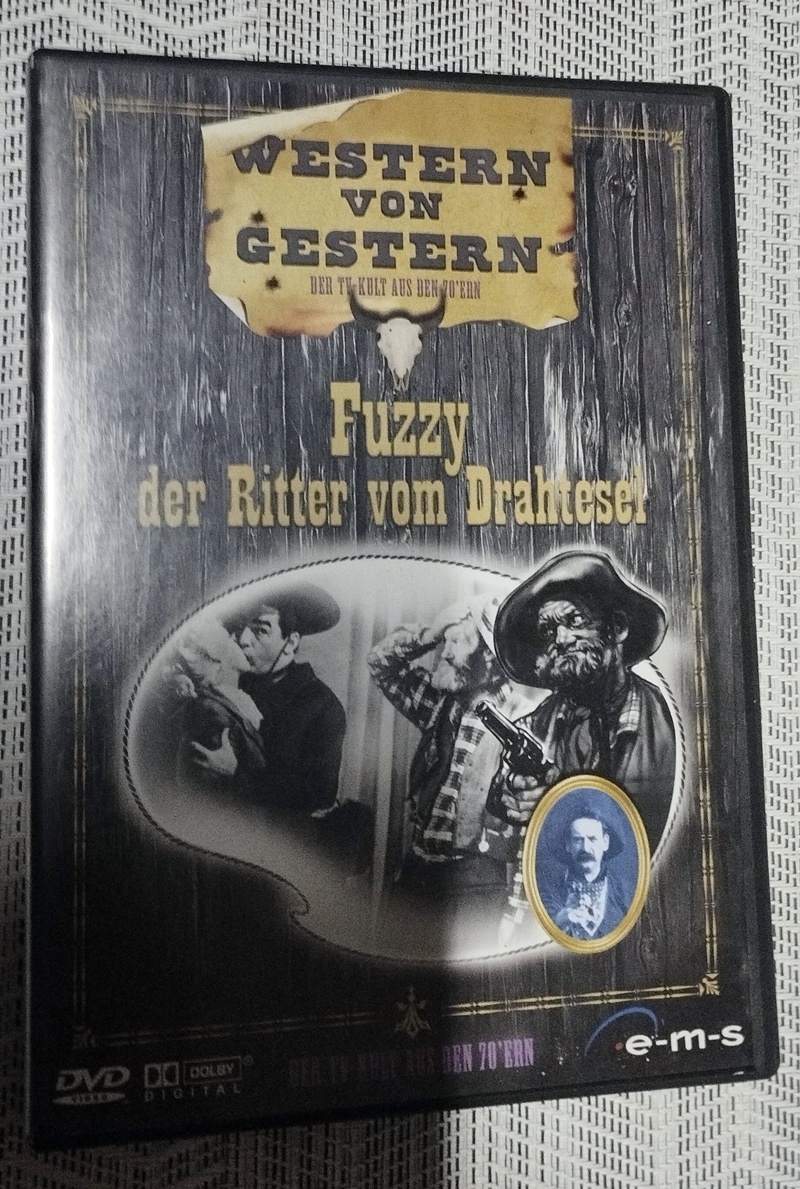 WESTERN
VON
GESTERN
DER TV-KULT AUS DEN 70'ERN
Fuzzy
der Ritter vom Drahtesel
DER TV-KULT AUS DEN 70'ERN
e-m-s
DVD
VIDEO
DOLBY
DIGITAL